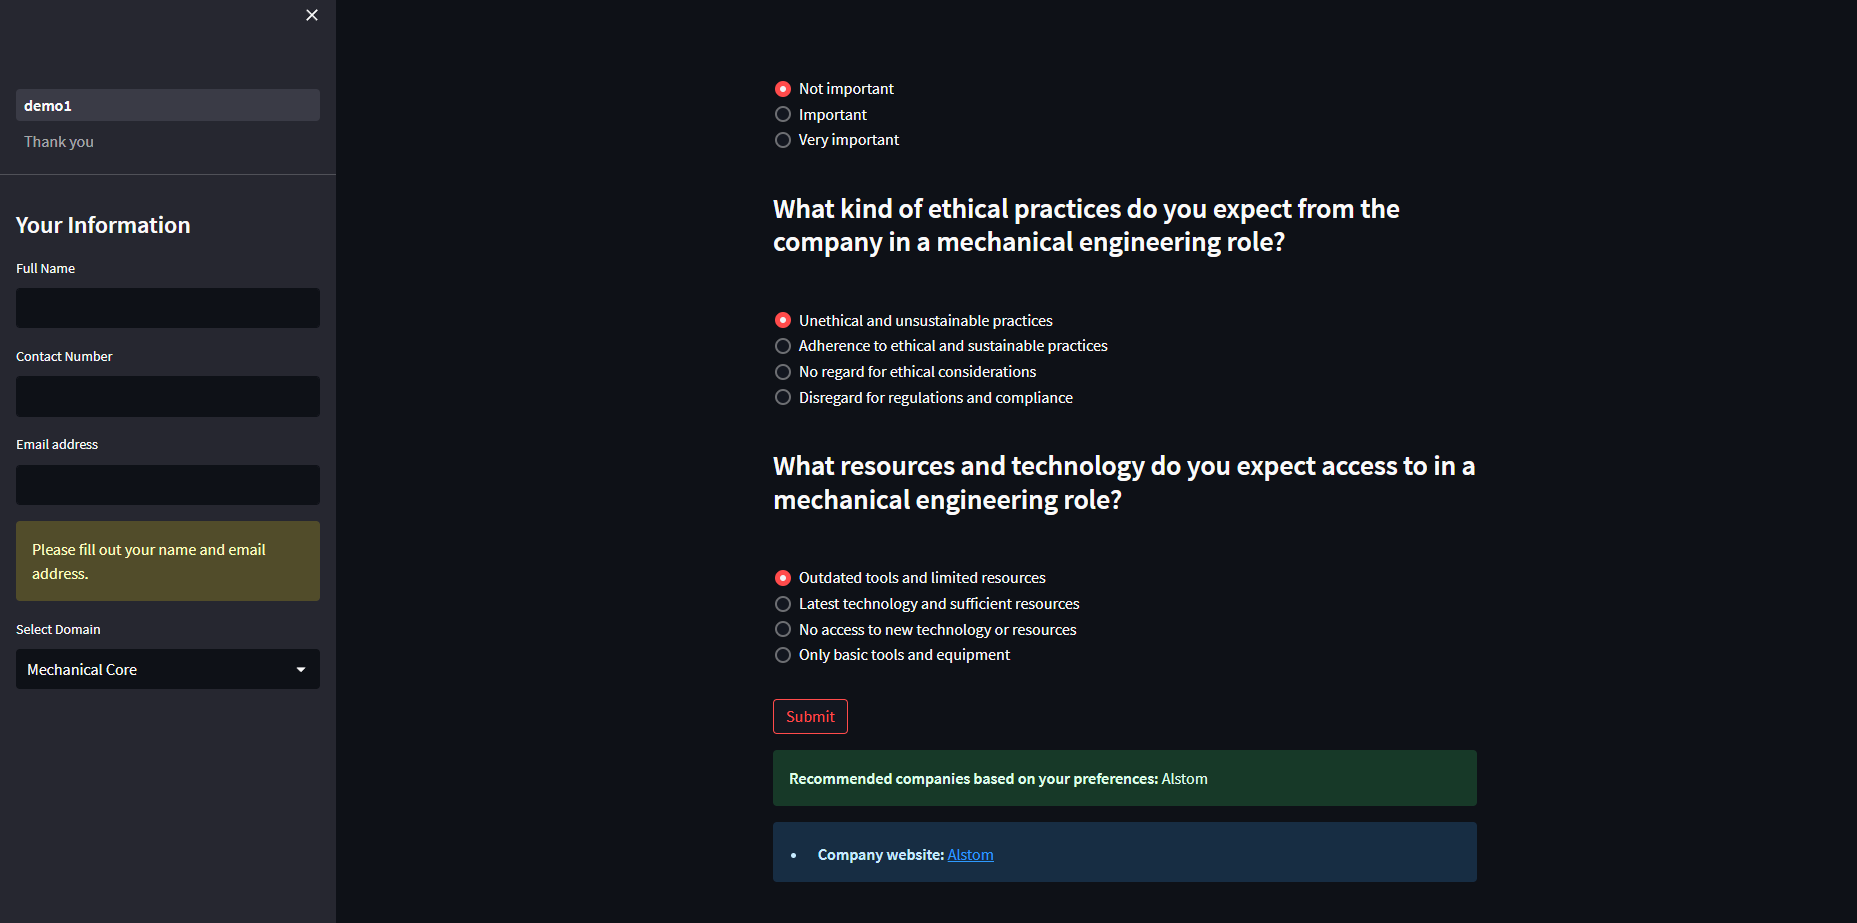 demo1
Thank you
Your Information
Full Name
Contact Number
Email address
Please fill out your name and email
address.
Select Domain
Mechanical Core
Not important
Important
Very important
What kind of ethical practices do you expect from the
company in a mechanical engineering role?
Unethical and unsustainable practices
Adherence to ethical and sustainable practices
No regard for ethical considerations
Disregard for regulations and compliance
What resources and technology do you expect access to in a
mechanical engineering role?
Outdated tools and limited resources
Latest technology and sufficient resources
No access to new technology or resources
Only basic tools and equipment
Submit
Recommended companies based on your preferences: Alstom
• Company website: Alstom